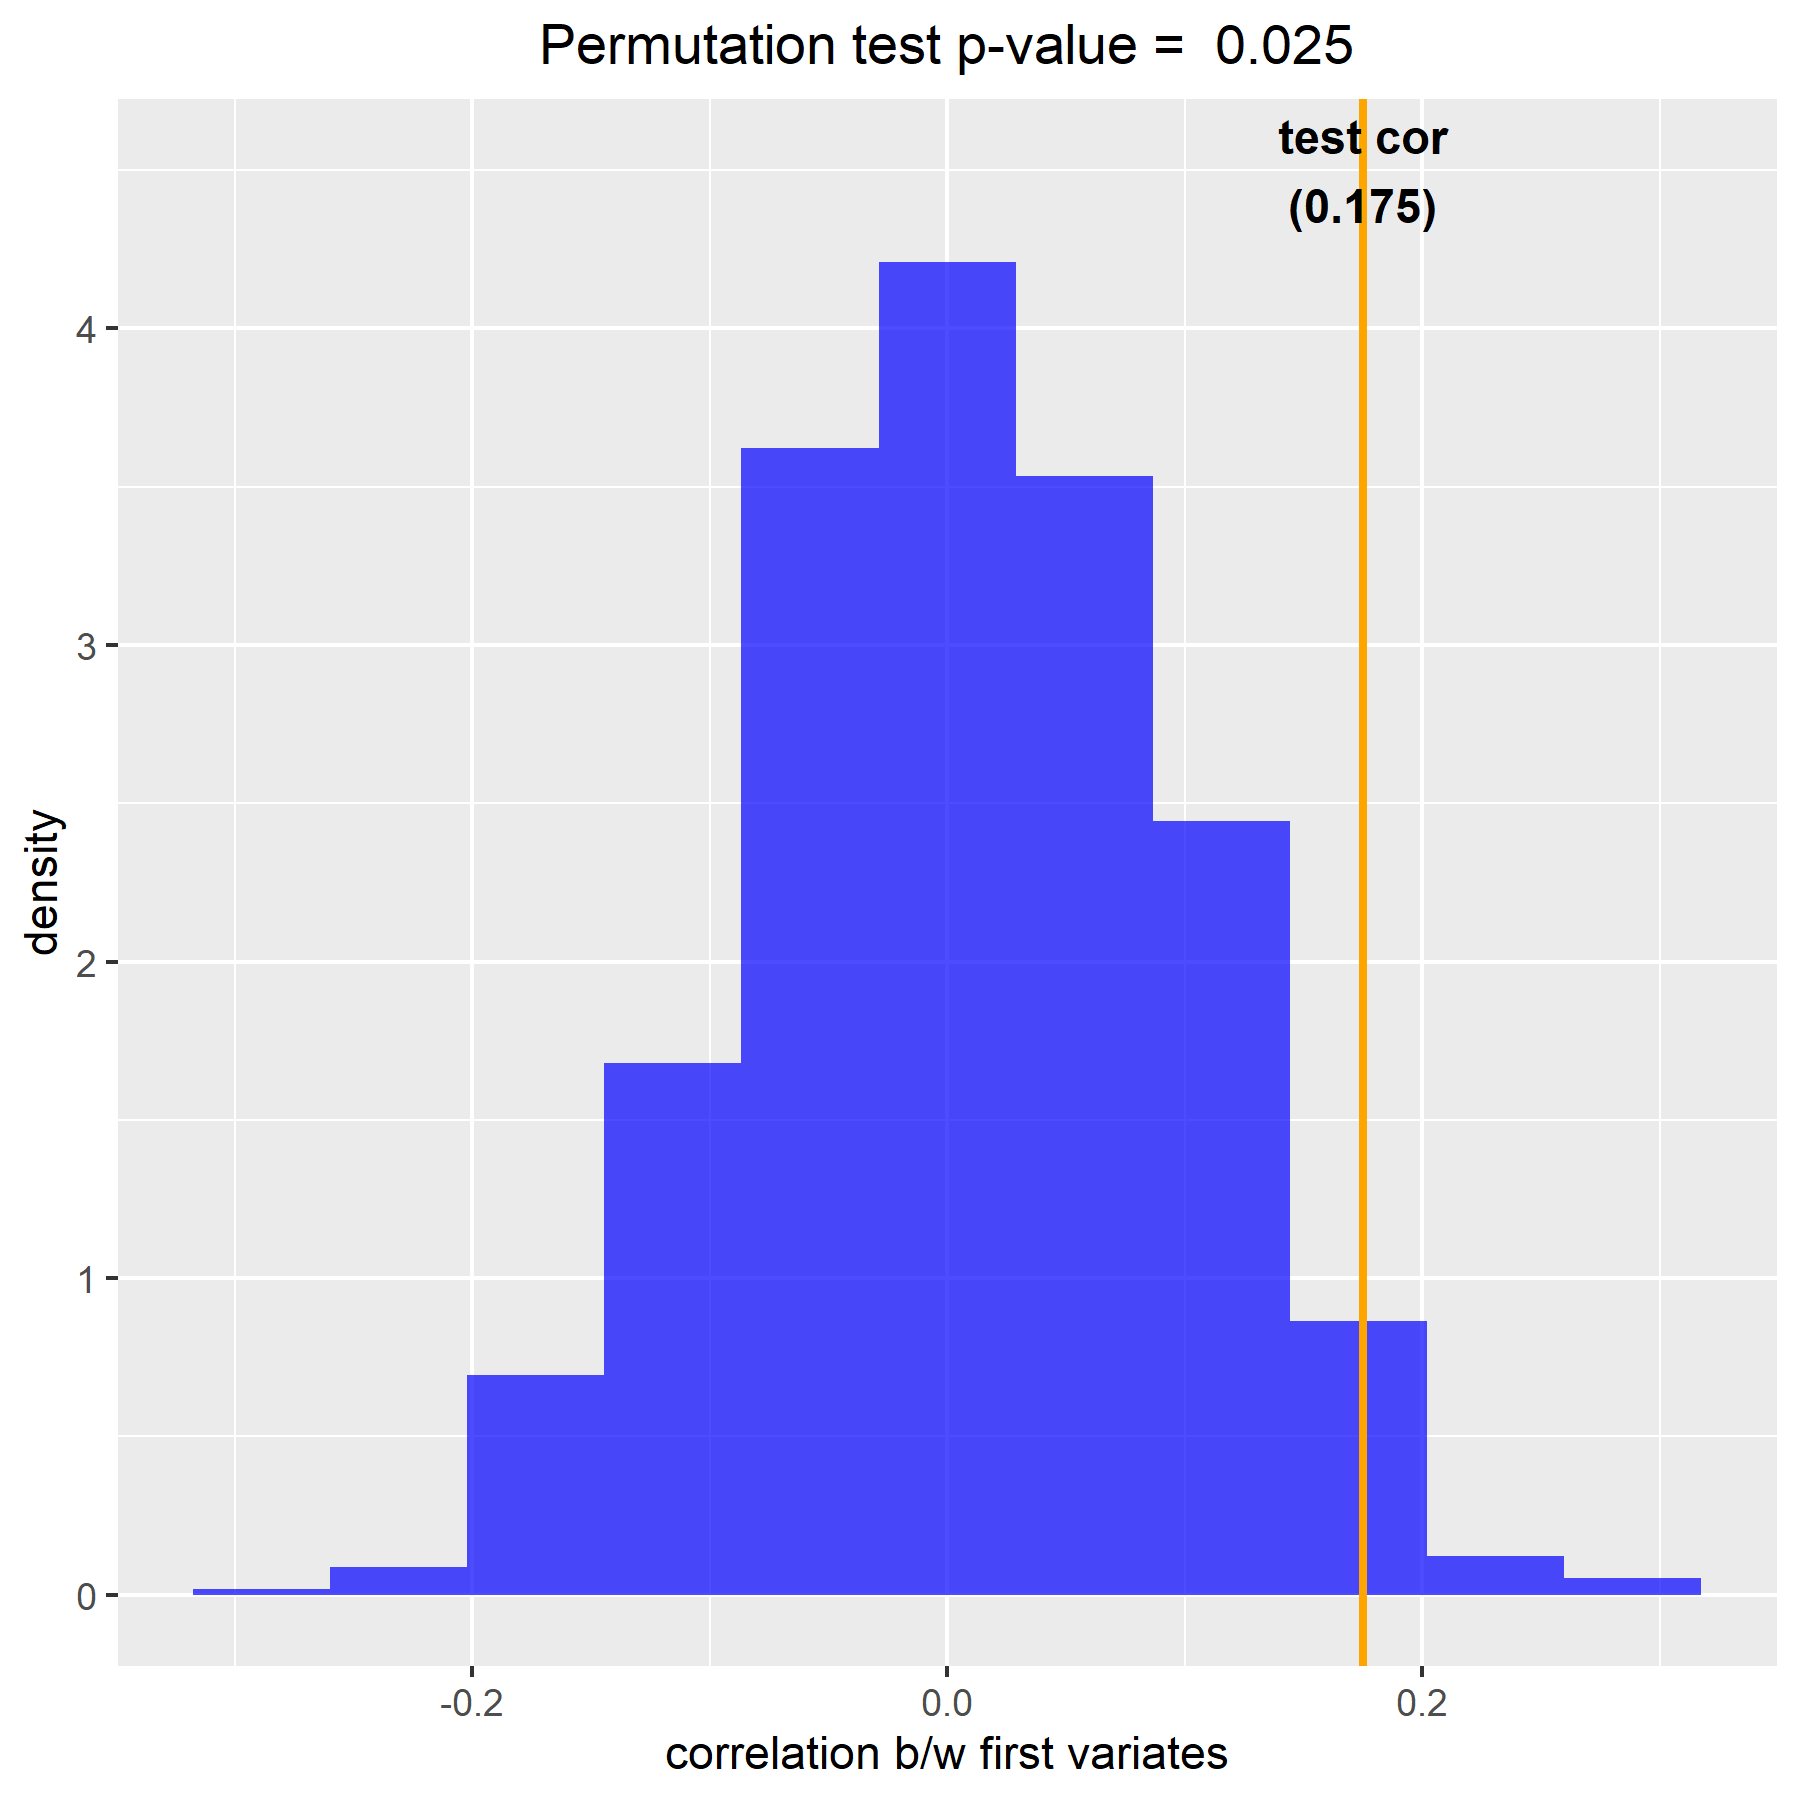 Permutation test p-value =  0.025
test cor
(0.175)
4
3
2
1
0
density
-0.2
0.0
0.2
correlation b/w first variates